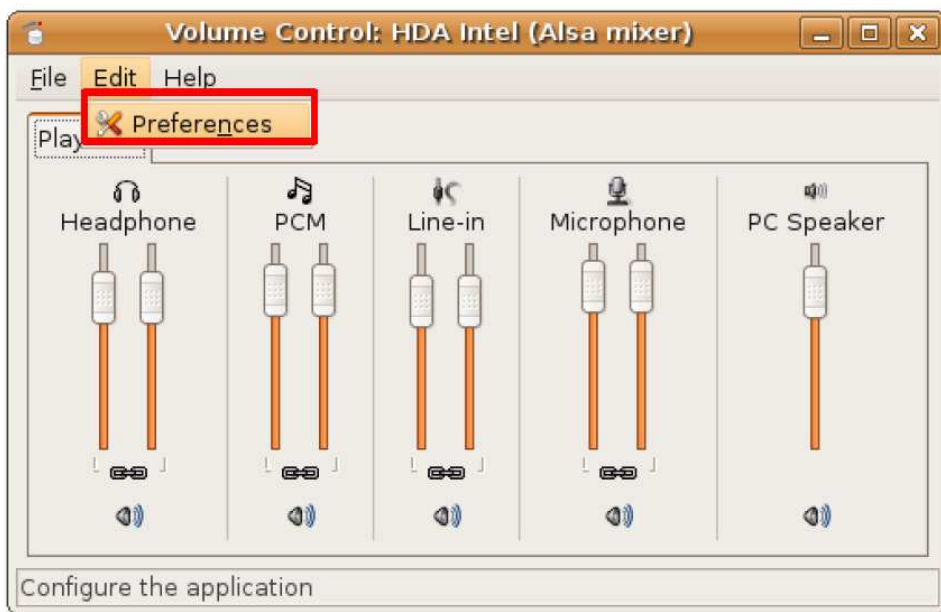 Volume Control: HDA Intel (Alsa mixer)
File Edit Help
Preferences
Play
Headphone PCM Line-in Microphone PC Speaker
Configure the application